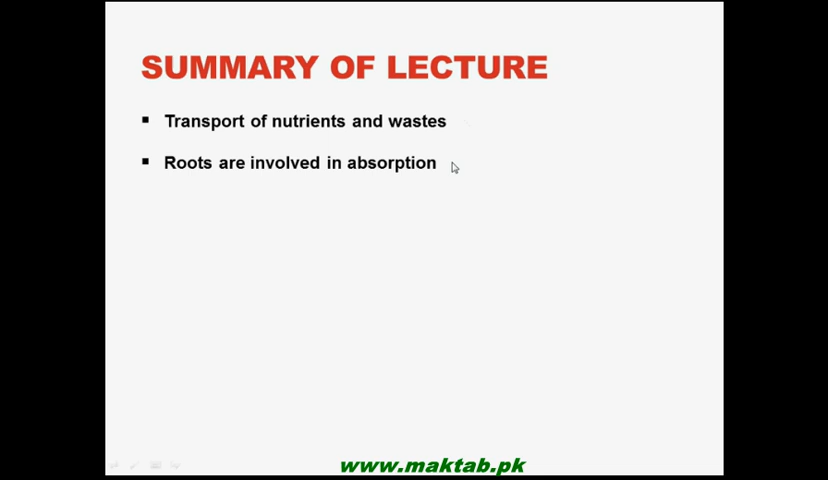 SUMMARY OF LECTURE
Transport of nutrients and wastes
Roots are involved in absorption
www.maktab.pk